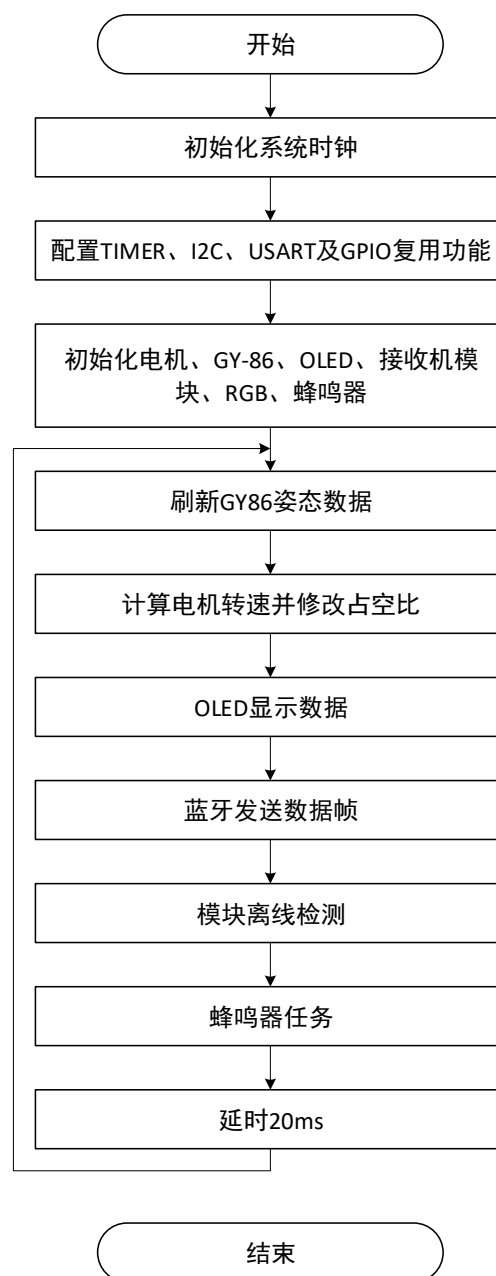 开始
初始化系统时钟
配置TIMER、I2C、USART及GPIO复用功能
初始化电机、GY-86、OLED、接收机模
块、RGB、蜂鸣器
刷新GY86姿态数据
计算电机转速并修改占空比
OLED显示数据
蓝牙发送数据帧
模块离线检测
蜂鸣器任务
延时20ms
结束